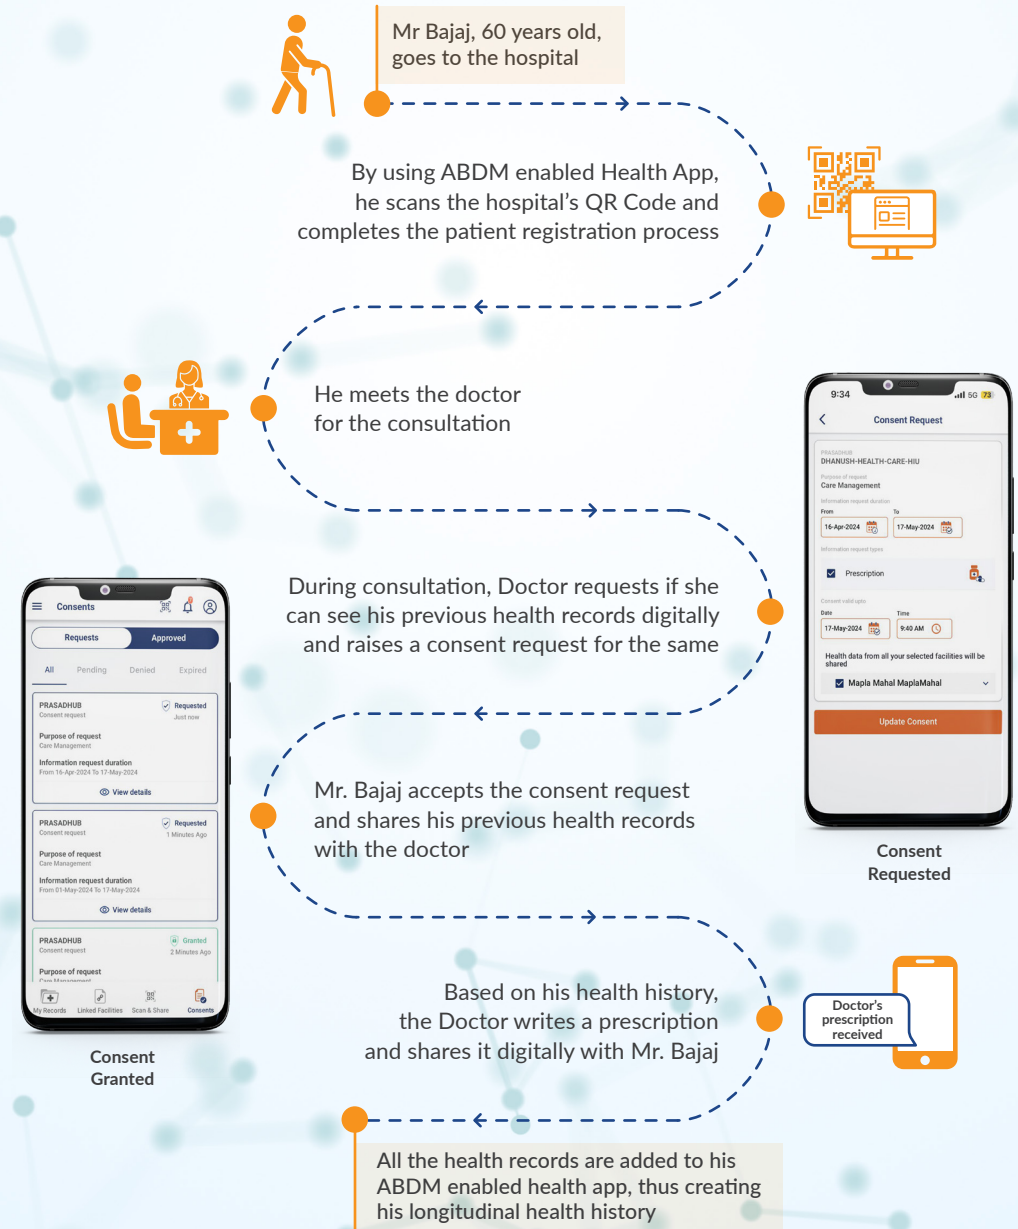 Mr Bajaj, 60 years old,
goes to the hospital
By using ABDM enabled Health App,
he scans the hospital's QR Code and
completes the patient registration process
He meets the doctor
for the consultation
9:34
5G 73
Consent Request
PRASADHUB
DHANUSH-HEALTH-CARE-HIU
Purpose of request
Care Management
Information request duration
From To
16-Apr-2024 17-May-2024
Information request types
Prescription
Consent valid upto
Date Time
17-May-2024 9:40 AM
Health data from all your selected facilities will be
shared
Mapla Mahal MaplaMahal
Update Consent
Consent
Requested
During consultation, Doctor requests if she
can see his previous health records digitally
and raises a consent request for the same
Consents
Requests Approved
All Pending Denied Expired
PRASADHUB Requested
Consent request Just now
Purpose of request
Care Management
Information request duration
From 16-Apr-2024 To 17-May-2024
View details
PRASADHUB Requested
Consent request 1 Minutes Ago
Purpose of request
Care Management
Information request duration
From 01-May-2024 To 17-May-2024
View details
PRASADHUB Granted
Consent request 2 Minutes Ago
Purpose of request
Care Management
My Records Linked Facilities Scan & Share Consents
Consent
Granted
Mr. Bajaj accepts the consent request
and shares his previous health records
with the doctor
Based on his health history,
the Doctor writes a prescription
and shares it digitally with Mr. Bajaj
Doctor's
prescription
received
All the health records are added to his
ABDM enabled health app, thus creating
his longitudinal health history